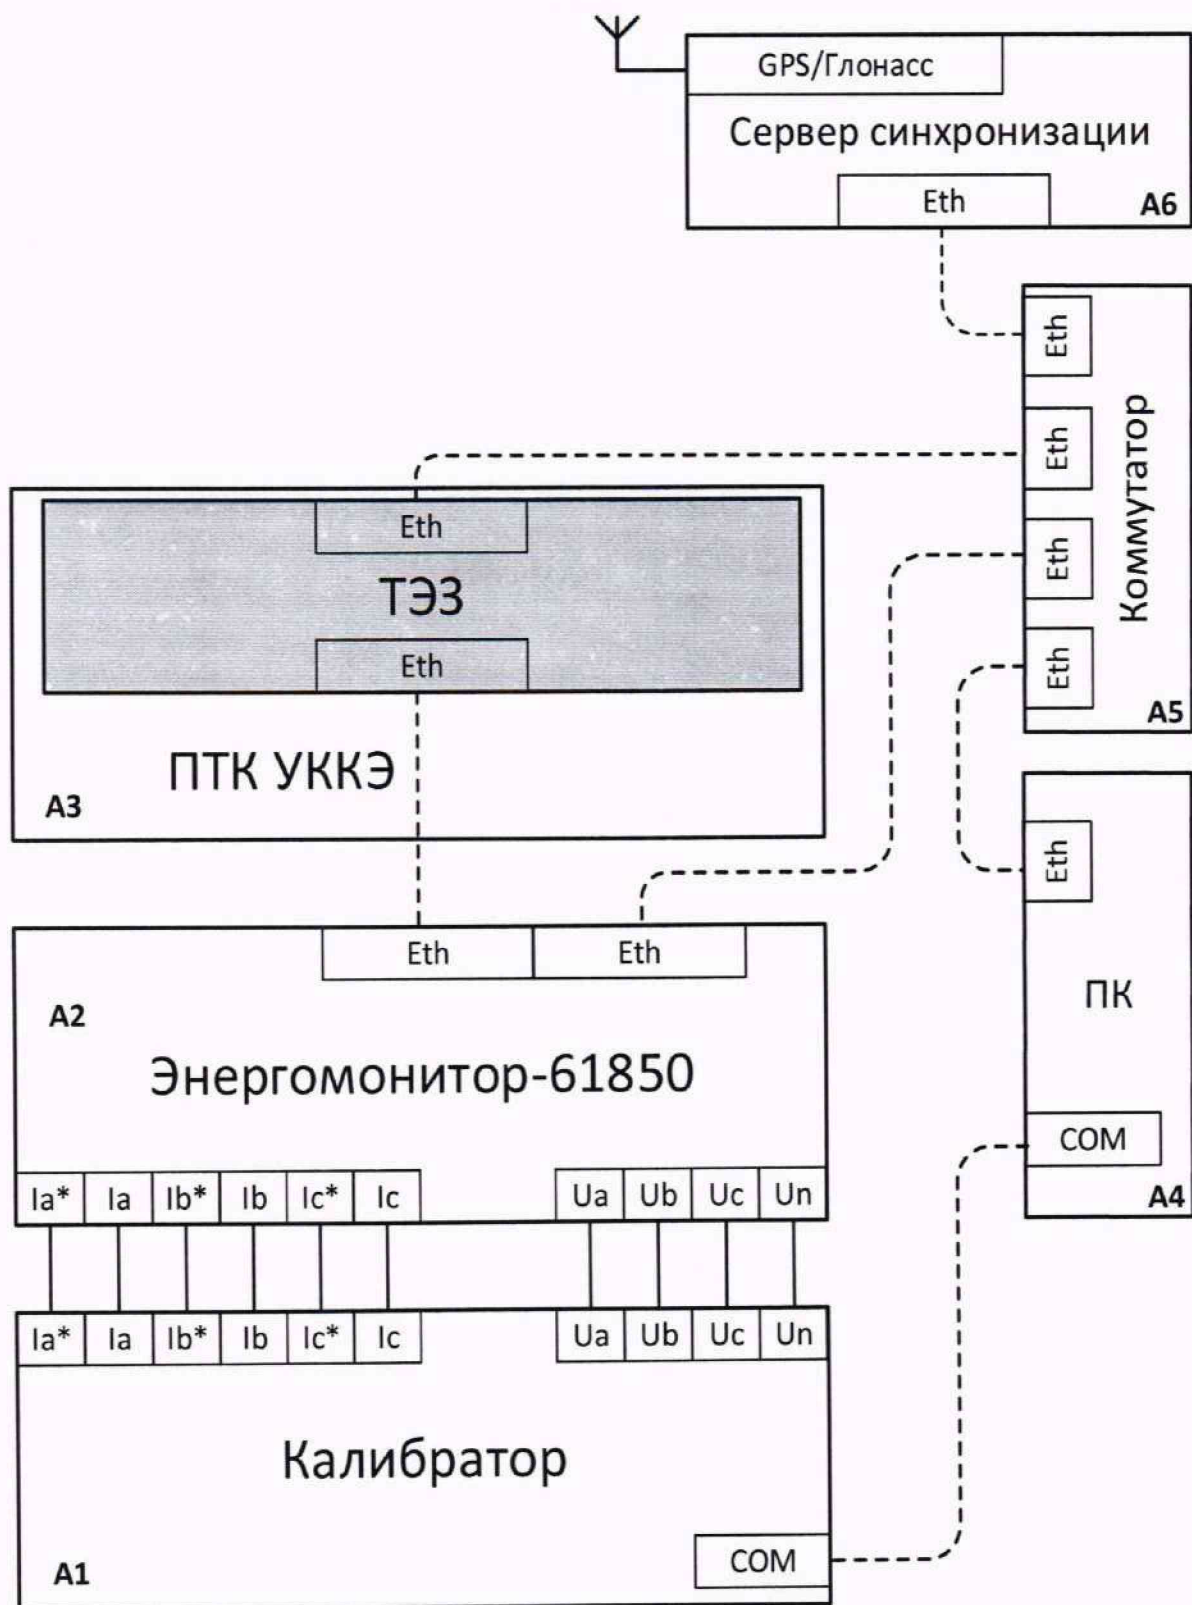 GPS/Глонасс
Сервер синхронизации
Eth
A6
Eth
Eth
Eth
Eth
Коммутатор
A5
Eth
ТЭЗ
Eth
ПТК УККЭ
A3
Eth
ПК
COM
A4
Eth Eth
A2
Энергомонитор-61850
Ia* Ia Ib* Ib Ic* Ic Ua Ub Uc Un
Ia* Ia Ib* Ib Ic* Ic Ua Ub Uc Un
Калибратор
COM
A1